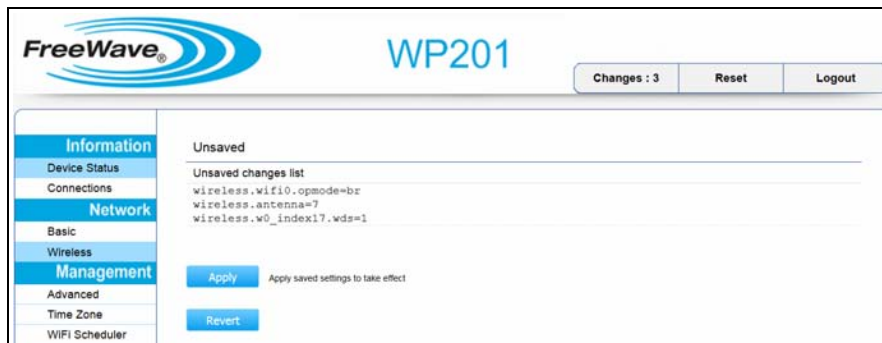 FreeWave®
WP201
Changes : 3
Reset
Logout
Information
Device Status
Connections
Network
Basic
Wireless
Management
Advanced
Time Zone
WiFi Scheduler
Unsaved
Unsaved changes list
wireless.wifi0.opmode=br
wireless.antenna=7
wireless.w0_index17.wds=1
Apply
Apply saved settings to take effect
Revert